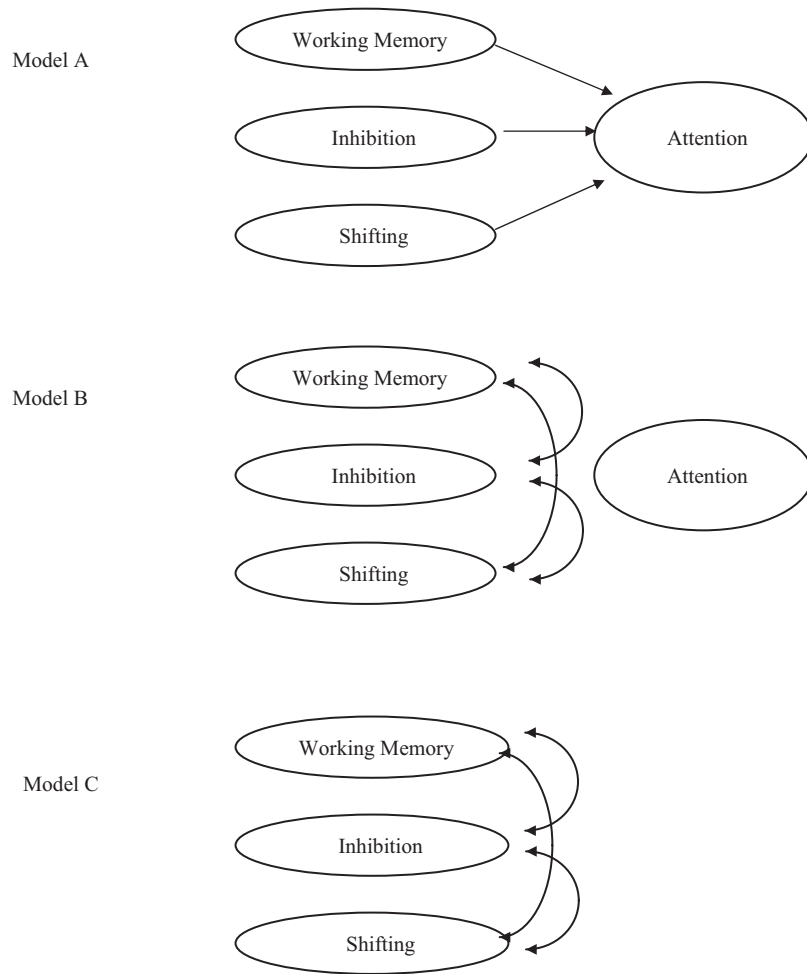 Working Memory
Model A
Inhibition
Attention
Shifting
Working Memory
Model B
Inhibition
Attention
Shifting
Working Memory
Model C
Inhibition
Shifting